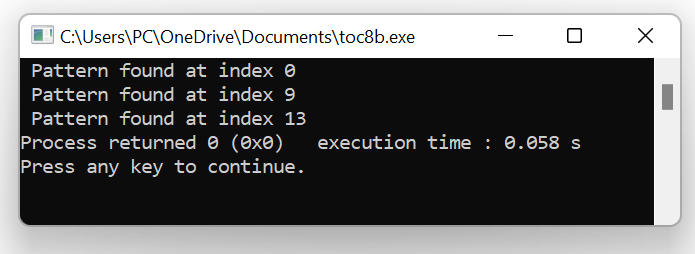 C:\Users\PC\OneDrive\Documents\toc8b.exe
Pattern found at index 0
Pattern found at index 9
Pattern found at index 13
Process returned 0 (0x0)   execution time : 0.058 s
Press any key to continue.